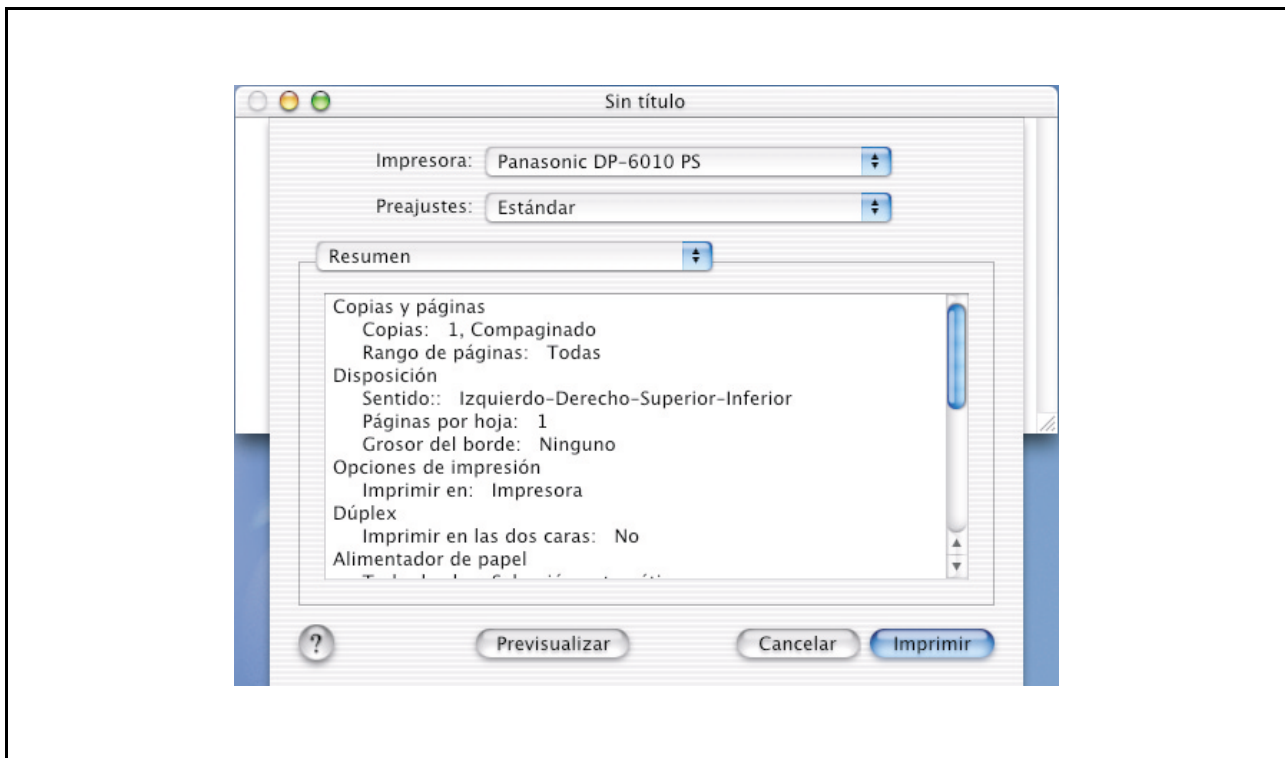 Sin título
Impresora: Panasonic DP-6010 PS
Preajustes: Estándar
Resumen
Copias y páginas
Copias: 1, Compaginado
Rango de páginas: Todas
Disposición
Sentido:: Izquierdo-Derecho-Superior-Inferior
Páginas por hoja: 1
Grosor del borde: Ninguno
Opciones de impresión
Imprimir en: Impresora
Dúplex
Imprimir en las dos caras: No
Alimentador de papel
? Previsualizar Cancelar Imprimir